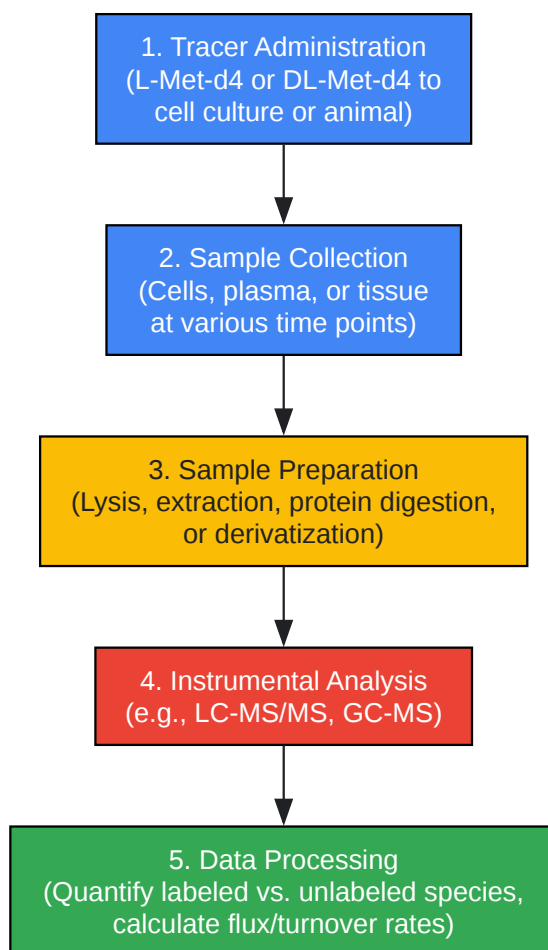 1. Tracer Administration
(L-Met-d4 or DL-Met-d4 to
cell culture or animal)
2. Sample Collection
(Cells, plasma, or tissue
at various time points)
3. Sample Preparation
(Lysis, extraction, protein digestion,
or derivatization)
4. Instrumental Analysis
(e.g., LC-MS/MS, GC-MS)
5. Data Processing
(Quantify labeled vs. unlabeled species,
calculate flux/turnover rates)